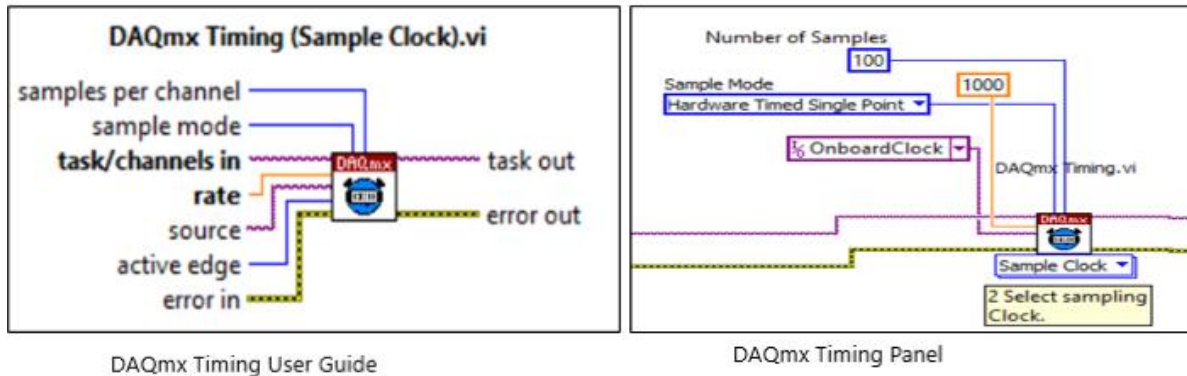 DAQmx Timing (Sample Clock).vi
samples per channel
sample mode
task/channels in
rate
source
active edge
error in
DAQmx
task out
error out
DAQmx Timing User Guide
Number of Samples
100
Sample Mode
1000
Hardware Timed Single Point
OnboardClock
DAQmx Timing.vi
DAQmx
Sample Clock
2 Select sampling
Clock.
DAQmx Timing Panel